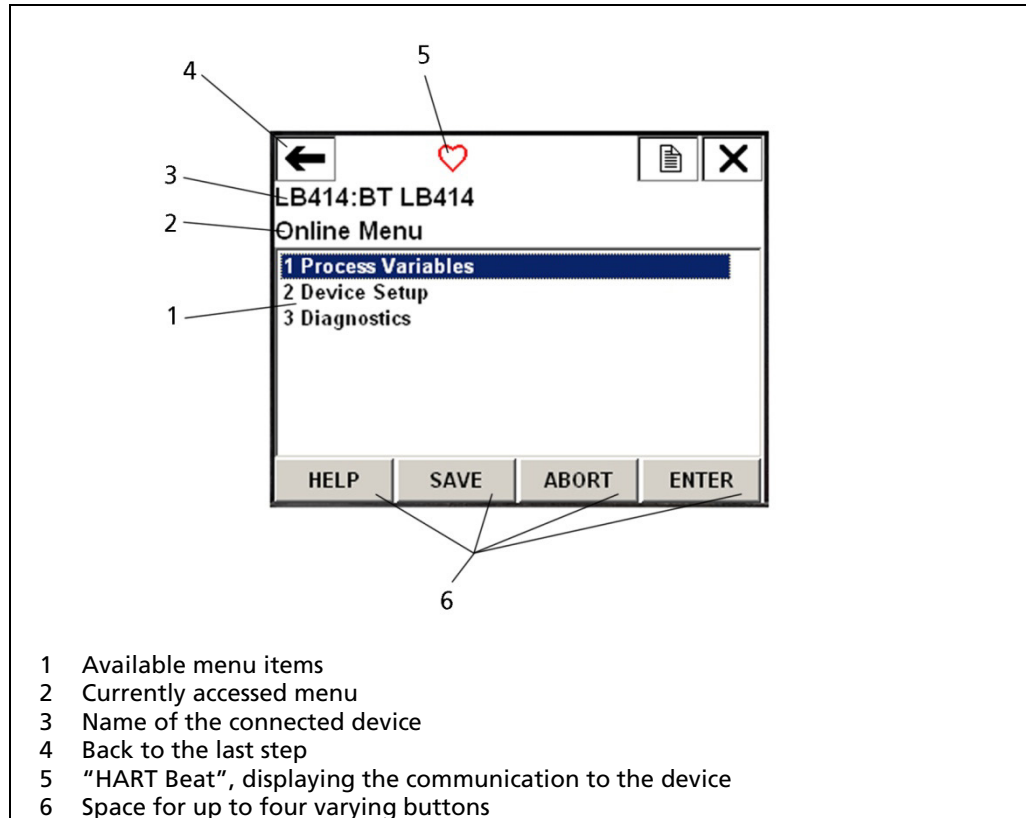 5
4
3
LB414:BT LB414
2
Online Menu
1 Process Variables
2 Device Setup
1
3 Diagnostics
HELP SAVE ABORT ENTER
6
1 Available menu items
2 Currently accessed menu
3 Name of the connected device
4 Back to the last step
5 “HART Beat”, displaying the communication to the device
6 Space for up to four varying buttons